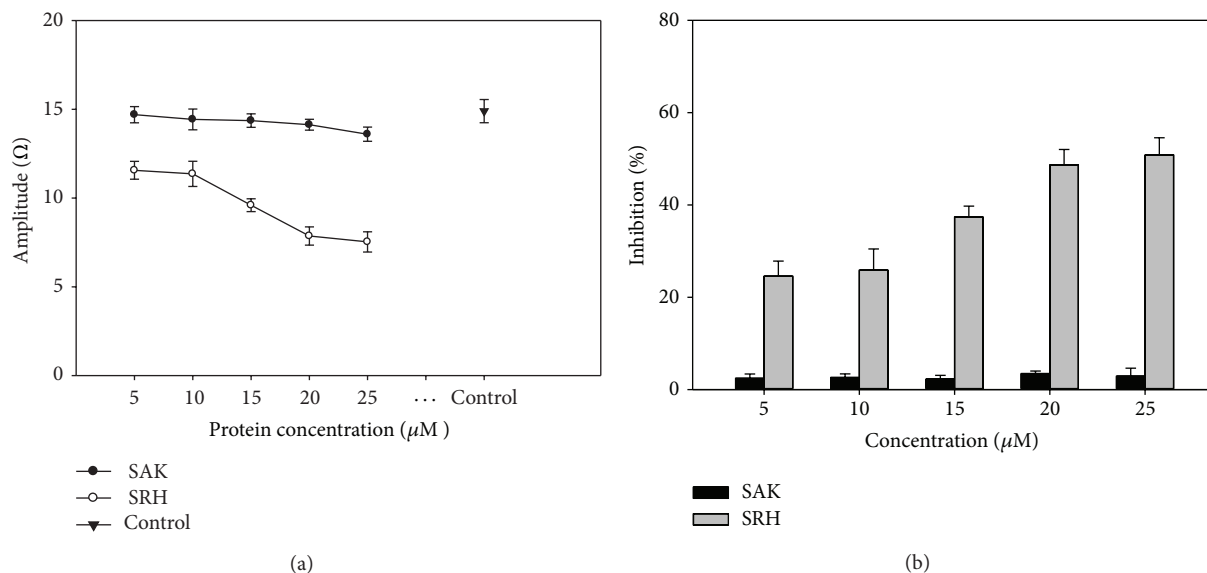 20
15
10
5
0
Amplitude (Ω)
5 10 15 20 25 ··· Control
Protein concentration (μM )
SAK
SRH
Control
(a)
80
60
40
20
0
Inhibition (%)
5 10 15 20 25
Concentration (μM)
SAK
SRH
(b)